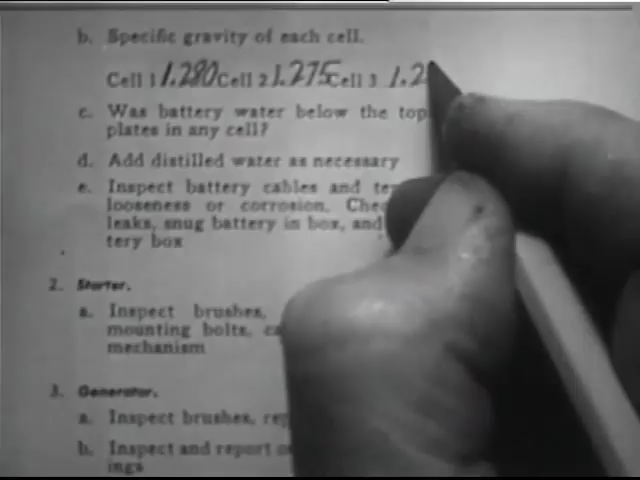 b. Specific gravity of each cell.
Cell 1 1.280 Cell 2 1.275 Cell 3 1.2
c. Was battery water below the top
plates in any cell?
d. Add distilled water as necessary
e. Inspect battery cables and
looseness or corrosion.
leaks, snug battery in box, and
tery box
2. Starter.
a. Inspect brushes,
mounting bolts,
mechanism
3. Generator.
a. Inspect brushes,
b. Inspect and report
ings